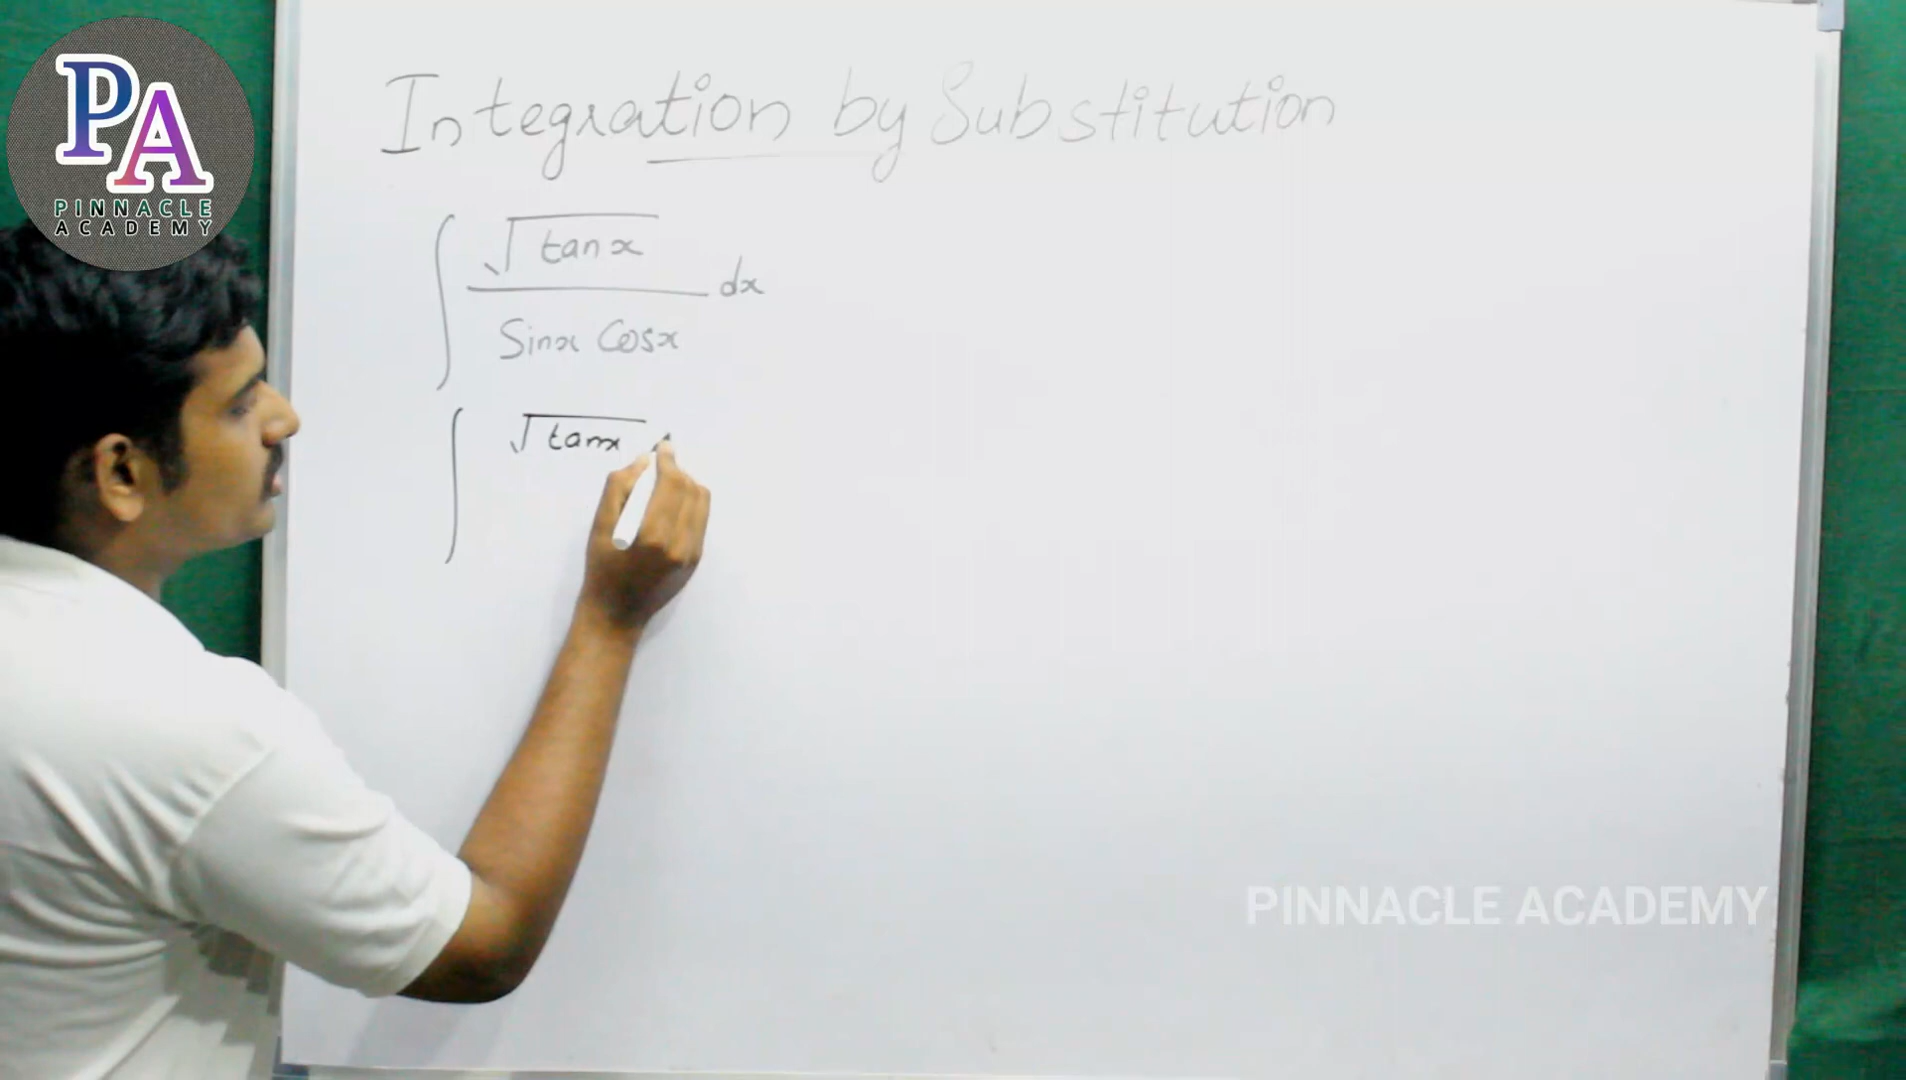 PA
PINNACLE
ACADEMY
Integration by Substitution
∫ √tanx / Sinx Cosx dx
∫ √tanx
PINNACLE ACADEMY